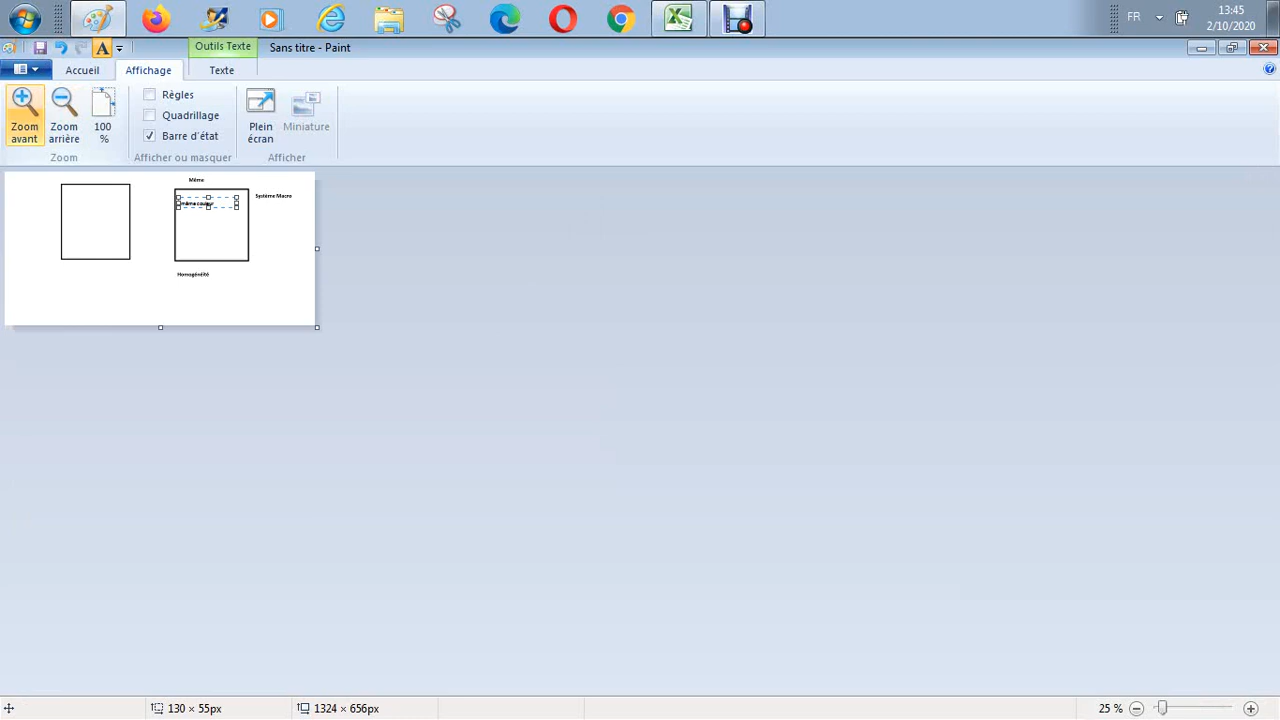 13:45
FR
2/10/2020
A
Outils Texte
Sans titre - Paint
Accueil
Affichage
Texte
Zoom avant
Zoom arrière
100 %
Règles
Quadrillage
Barre d'état
Plein écran
Miniature
Zoom
Afficher ou masquer
Afficher
Même
Système Macro
même couleur
Homogénéité
130 × 55px
1324 × 656px
25 %